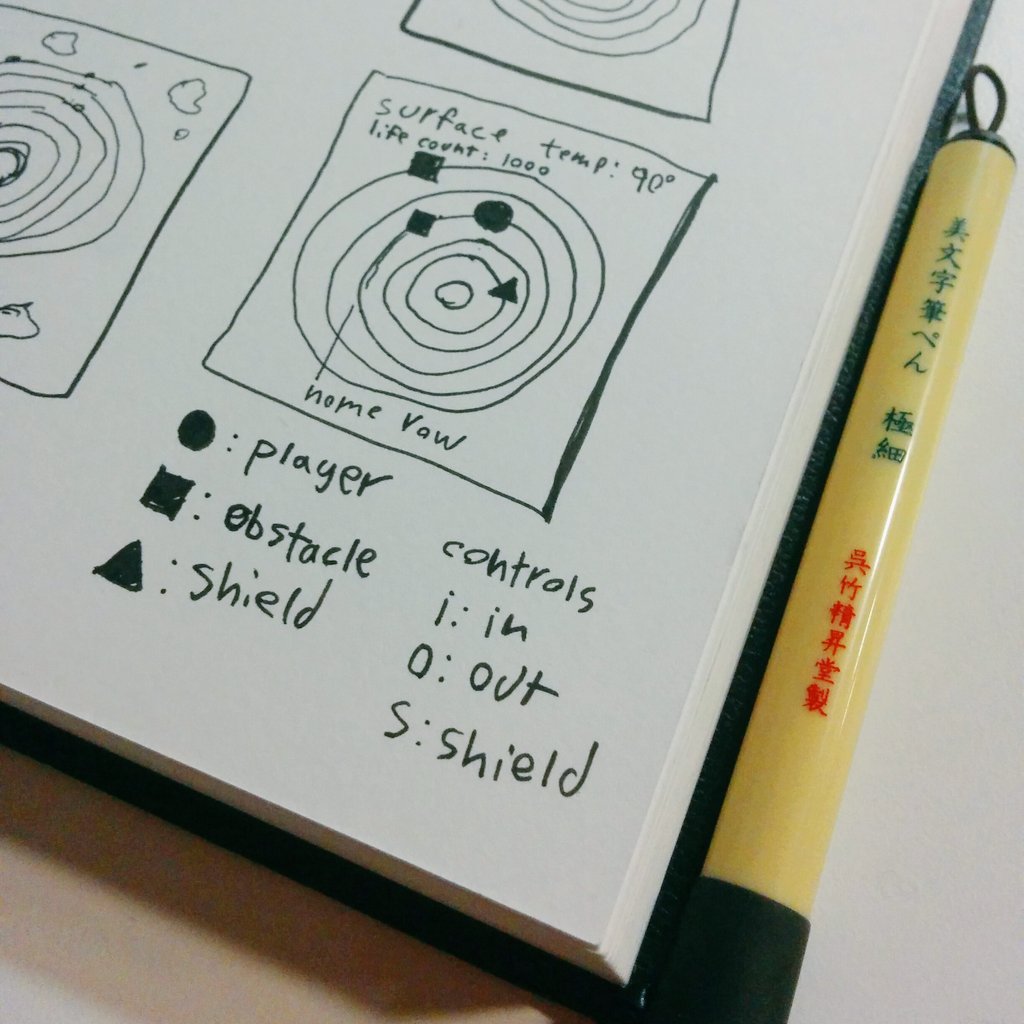 surface temp: 90°
life count: 1000
home row
: player
: obstacle
: shield
controls
i: in
O: out
S: shield
美文字筆ぺん 極細
呉竹精昇堂製